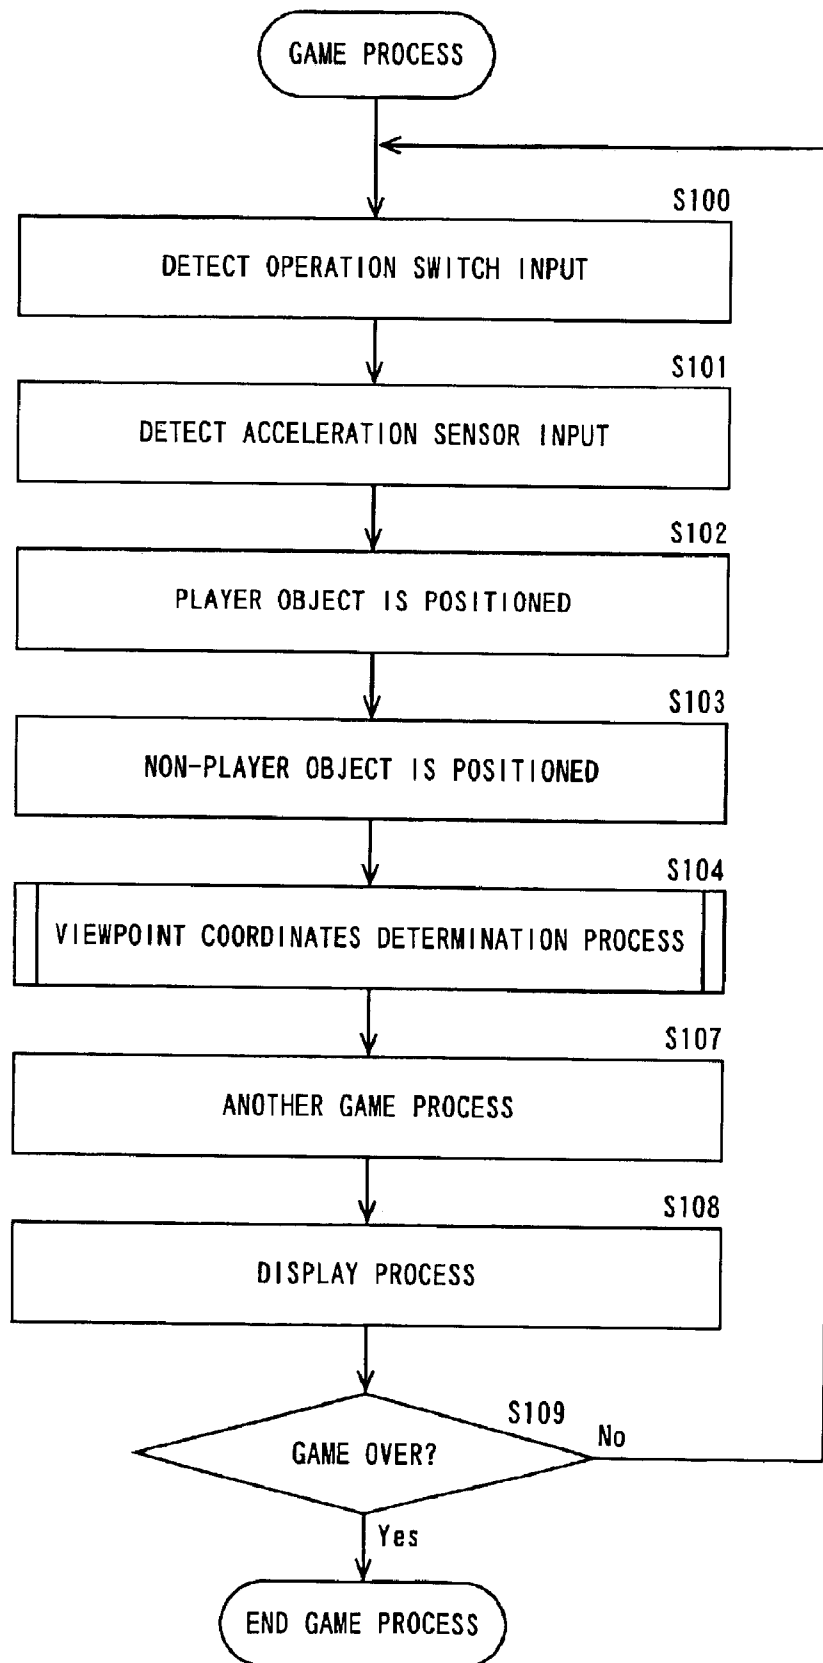 GAME PROCESS
S100
DETECT OPERATION SWITCH INPUT
S101
DETECT ACCELERATION SENSOR INPUT
S102
PLAYER OBJECT IS POSITIONED
S103
NON-PLAYER OBJECT IS POSITIONED
S104
VIEWPOINT COORDINATES DETERMINATION PROCESS
S107
ANOTHER GAME PROCESS
S108
DISPLAY PROCESS
S109
GAME OVER?
No
Yes
END GAME PROCESS